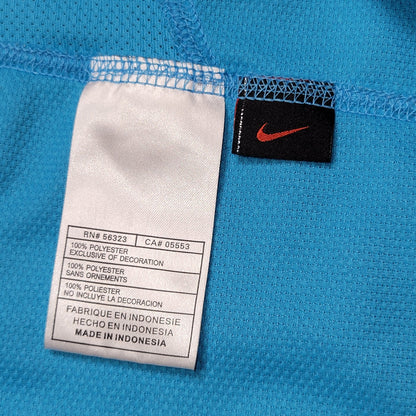 RN# 56323 CA# 05553
100% POLYESTER
EXCLUSIVE OF DECORATION
100% POLYESTER
SANS ORNEMENTS
100% POLIESTER
NO INCLUYE LA DECORACION
FABRIQUE EN INDONESIE
HECHO EN INDONESIA
MADE IN INDONESIA